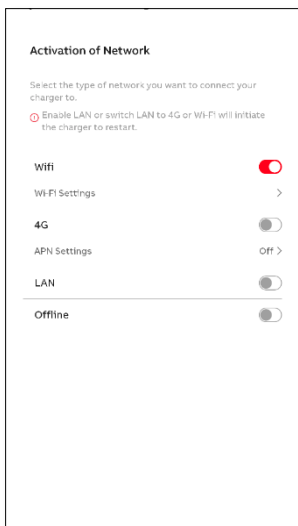 Activation of Network
Select the type of network you want to connect your
charger to.
Enable LAN or switch LAN to 4G or Wi-Fi will initiate
the charger to restart.
Wifi
Wi-Fi Settings
4G
APN Settings Off
LAN
Offline